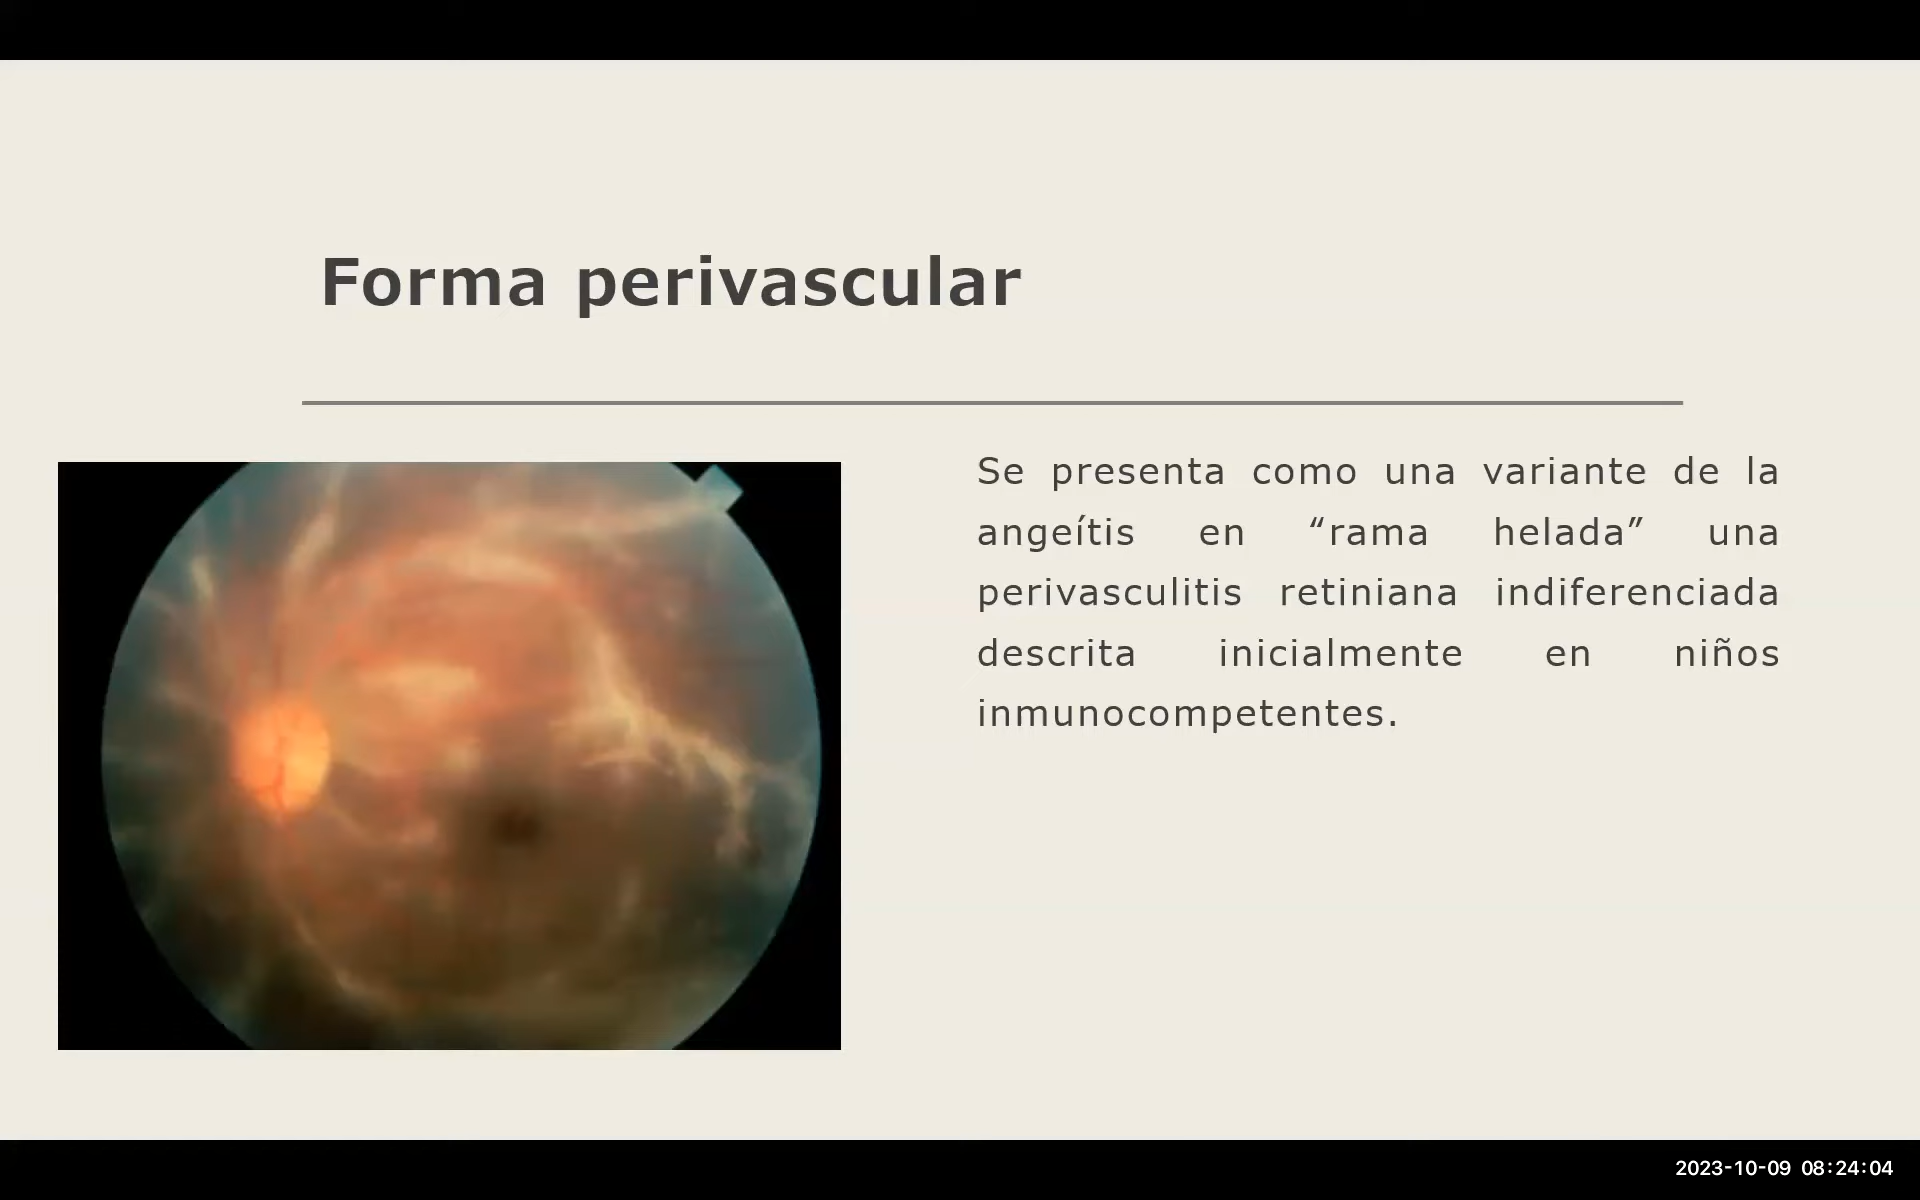 Forma perivascular
Se presenta como una variante de la
angeítis en “rama helada” una
perivasculitis retiniana indiferenciada
descrita inicialmente en niños
inmunocompetentes.
2023-10-09 08:24:04